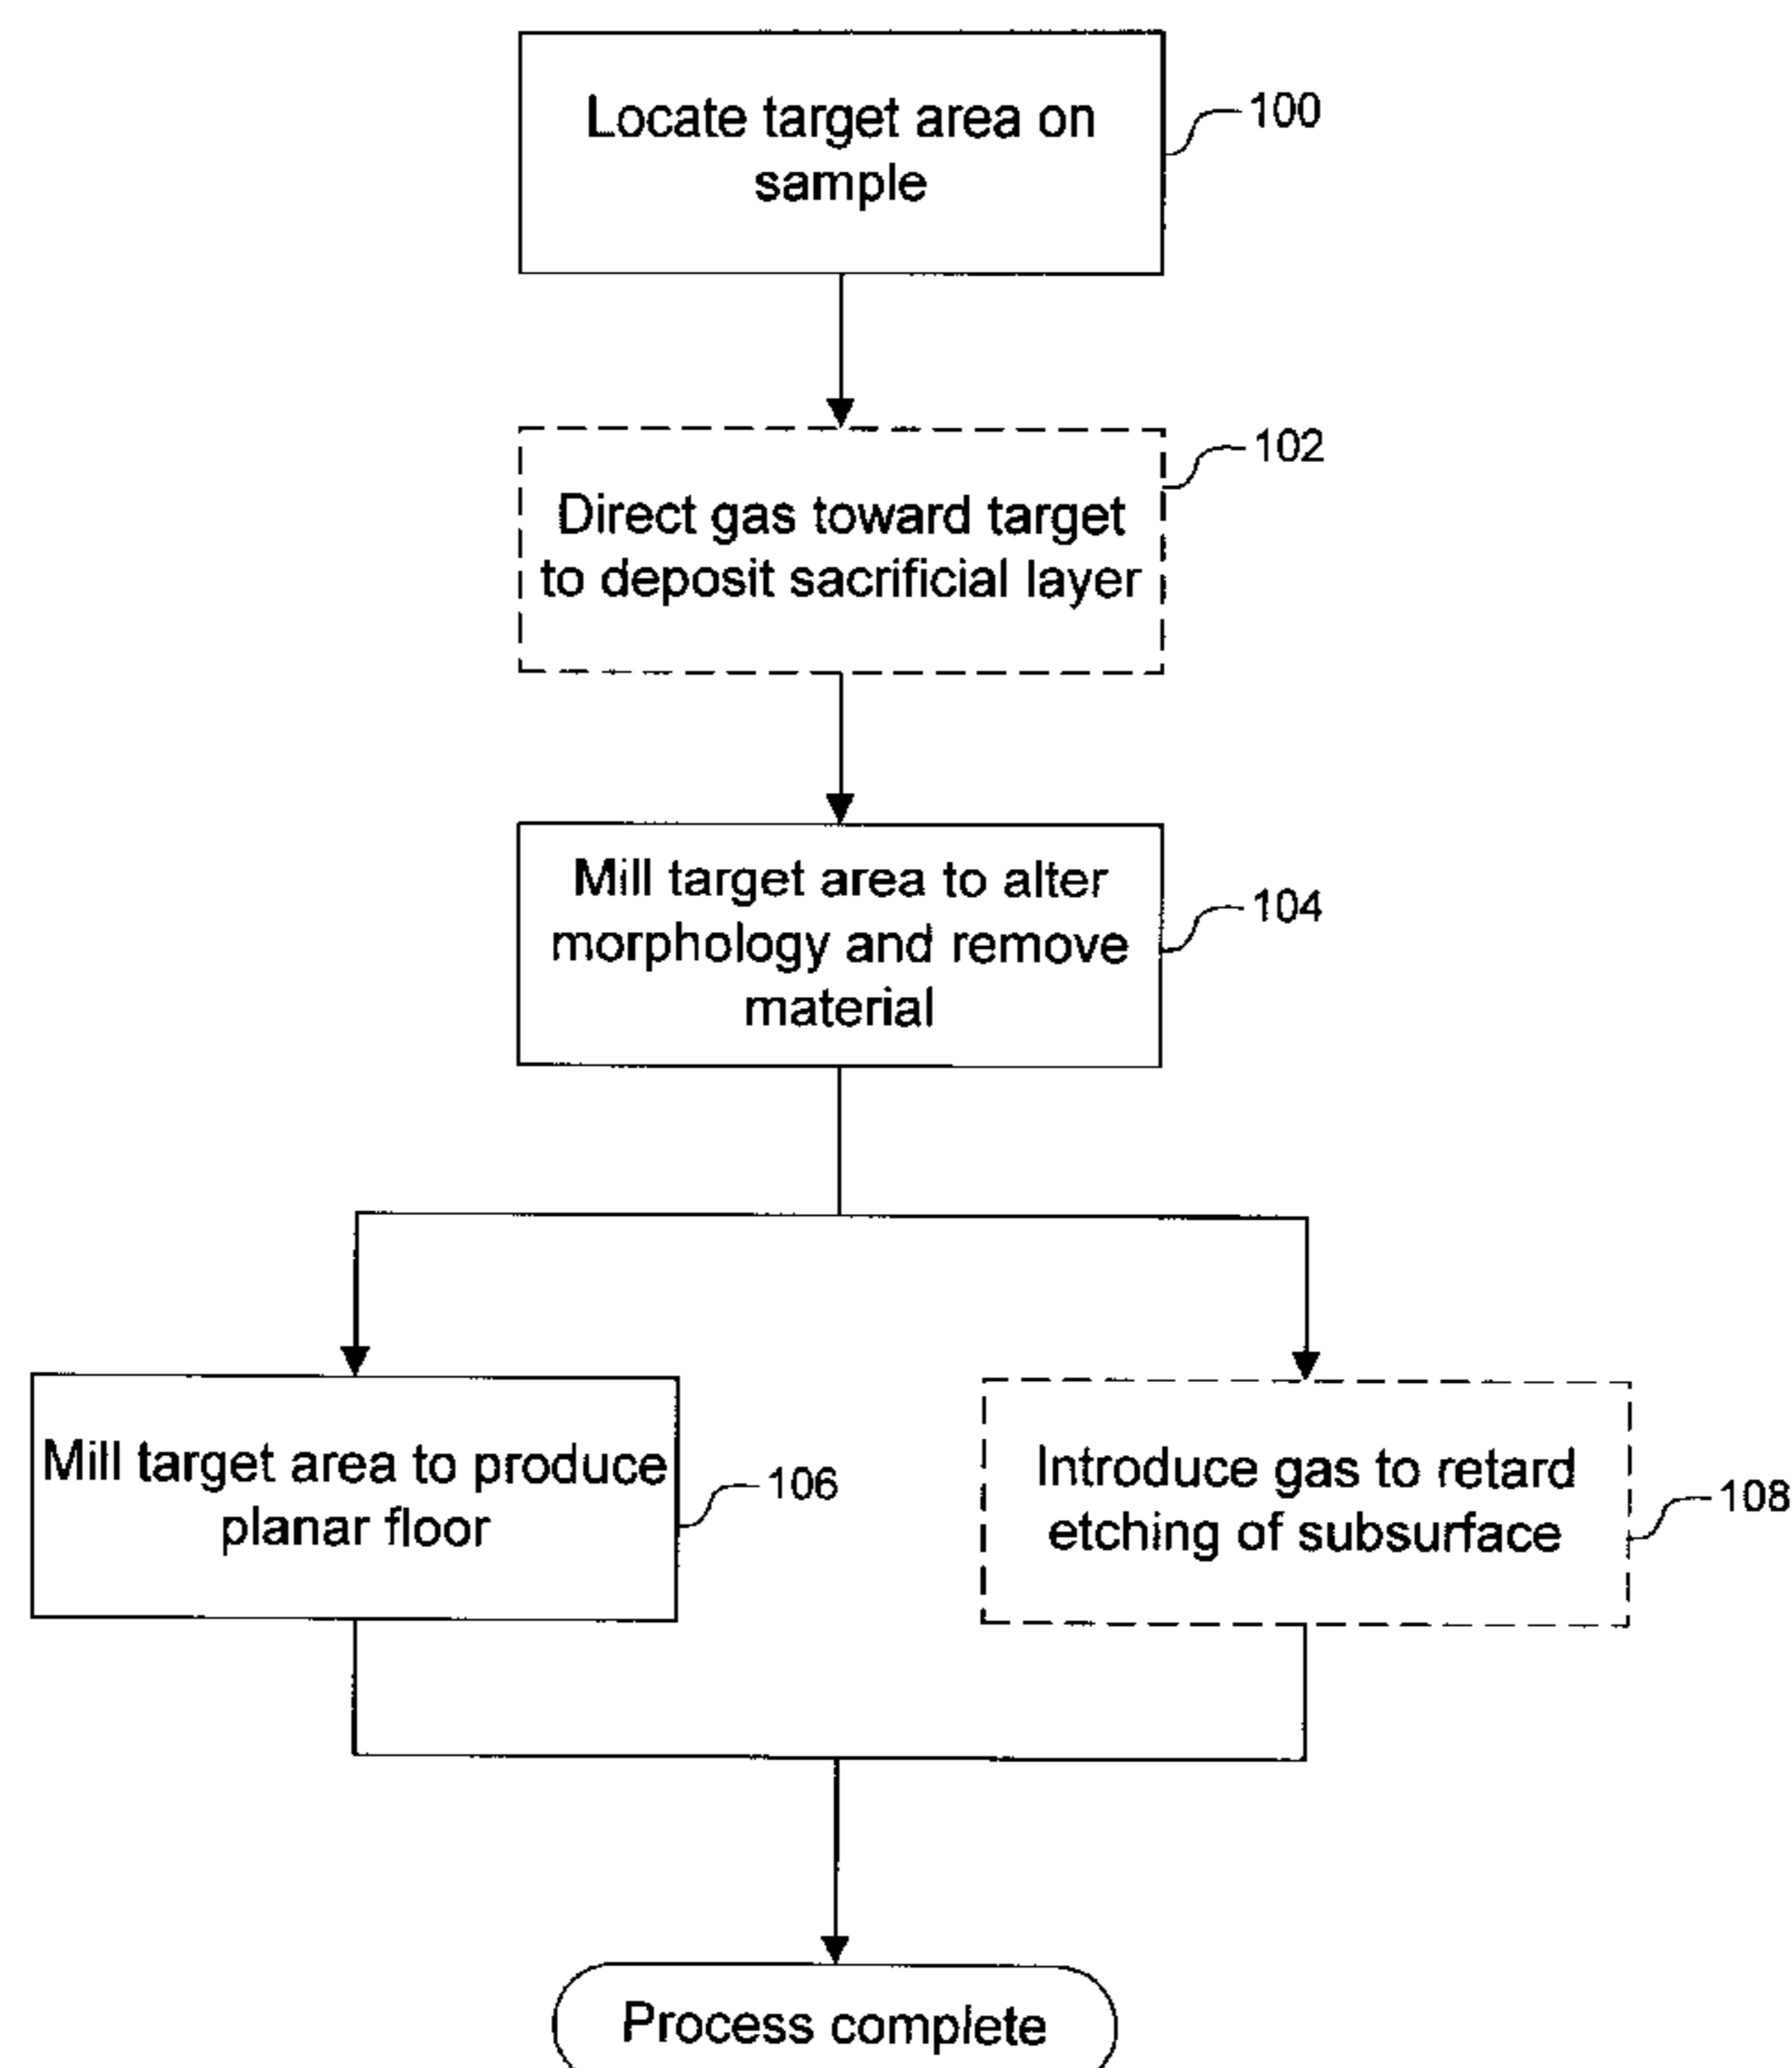 Locate target area on
sample
100
Direct gas toward target
to deposit sacrificial layer
102
Mill target area to alter
morphology and remove
material
104
Mill target area to produce
planar floor
106
Introduce gas to retard
etching of subsurface
108
Process complete